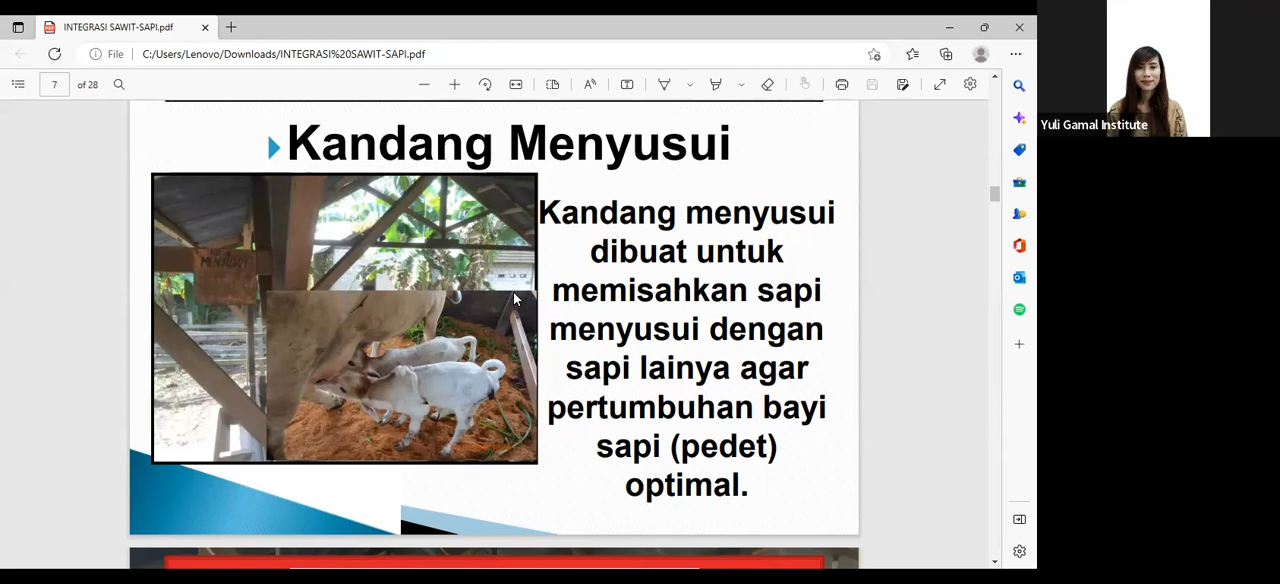 INTEGRASI SAWIT-SAPI.pdf
File C:/Users/Lenovo/Downloads/INTEGRASI%20SAWIT-SAPI.pdf
7 of 28
Yuli Gamal Institute
Kandang Menyusui
Kandang menyusui
dibuat untuk
memisahkan sapi
menyusui dengan
sapi lainya agar
pertumbuhan bayi
sapi (pedet)
optimal.